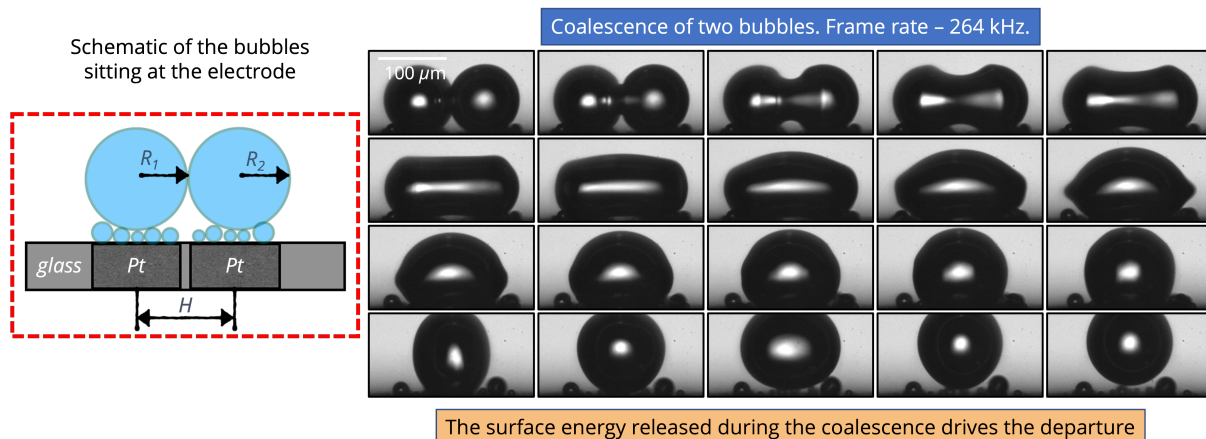 Coalescence of two bubbles. Frame rate – 264 kHz.
Schematic of the bubbles
sitting at the electrode
100 μm
R1
R2
glass
Pt
Pt
H
The surface energy released during the coalescence drives the departure